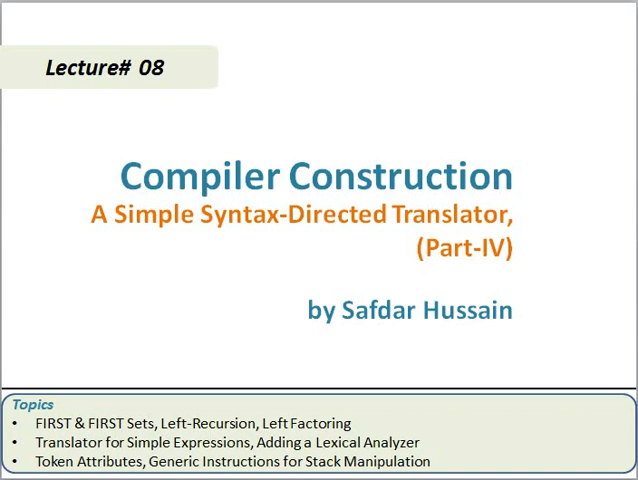 Lecture# 08
Compiler Construction
A Simple Syntax-Directed Translator,
(Part-IV)
by Safdar Hussain
Topics
• FIRST & FIRST Sets, Left-Recursion, Left Factoring
• Translator for Simple Expressions, Adding a Lexical Analyzer
• Token Attributes, Generic Instructions for Stack Manipulation